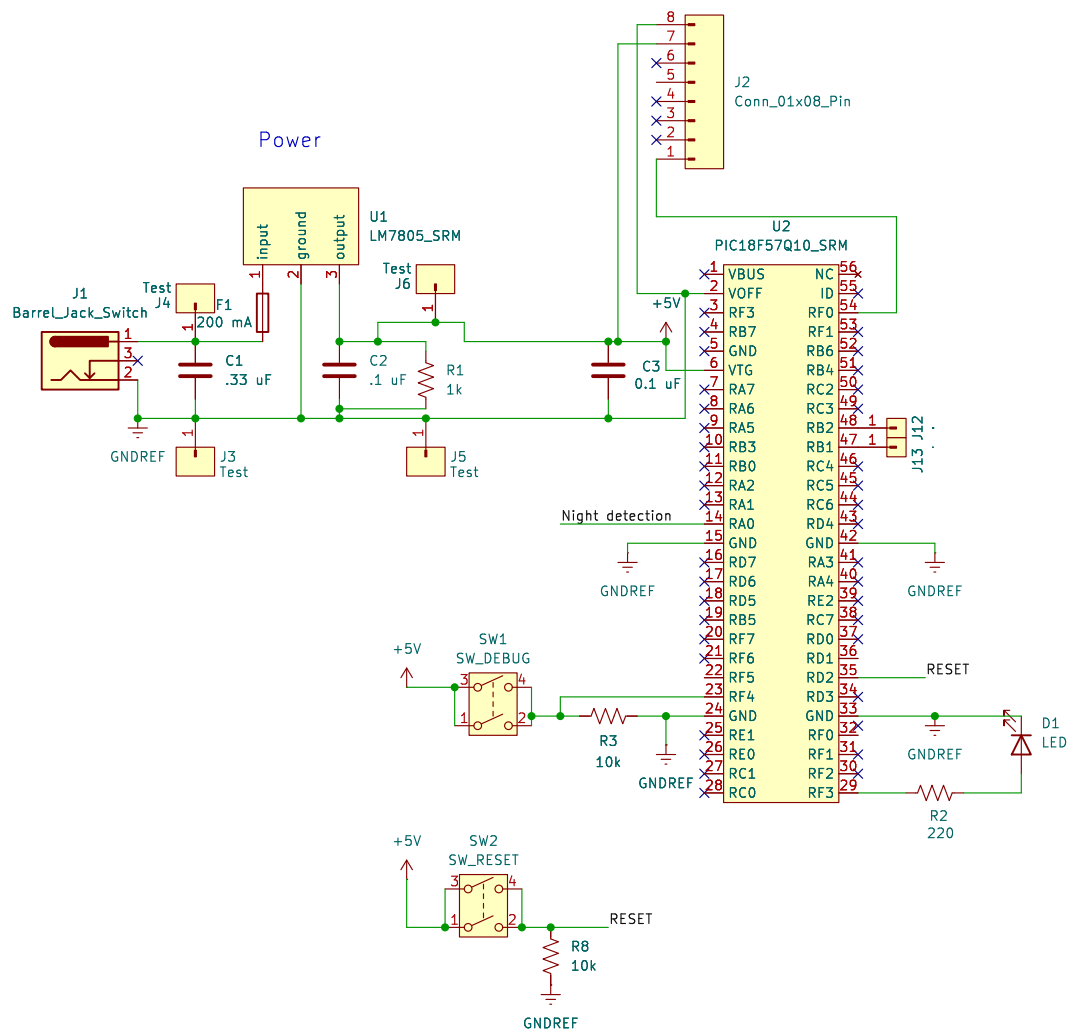 8
7
6
5
4
3
2
1
J2
Conn_01x08_Pin
Power
input
ground
output
1
2
3
U1
LM7805_SRM
Test
J6
1
J1
Barrel_Jack_Switch
1
3
2
Test
J4
1
F1
200 mA
C1
.33 uF
C2
.1 uF
R1
1k
C3
0.1 uF
+5V
GNDREF
1
J3
Test
1
J5
Test
U2
PIC18F57Q10_SRM
1 VBUS NC 56
2 VOFF ID 55
3 RF3 RF0 54
4 RB7 RF1 53
5 GND RB6 52
6 VTG RB4 51
7 RA7 RC2 50
8 RA6 RC3 49
9 RA5 RB2 48
10 RB3 RB1 47
11 RB0 RC4 46
12 RA2 RC5 45
13 RA1 RC6 44
14 RA0 RD4 43
15 GND GND 42
16 RD7 RA3 41
17 RD6 RA4 40
18 RD5 RE2 39
19 RB5 RC7 38
20 RF7 RD0 37
21 RF6 RD1 36
22 RF5 RD2 35
23 RF4 RD3 34
24 GND GND 33
25 RE1 RF0 32
26 RE0 RF1 31
27 RC1 RF2 30
28 RC0 RF3 29
1
J12
1
J13
Night detection
GNDREF
GNDREF
RESET
+5V
SW1
SW_DEBUG
3
4
1
2
R3
10k
GNDREF
GNDREF
D1
LED
R2
220
+5V
SW2
SW_RESET
3
4
1
2
RESET
R8
10k
GNDREF